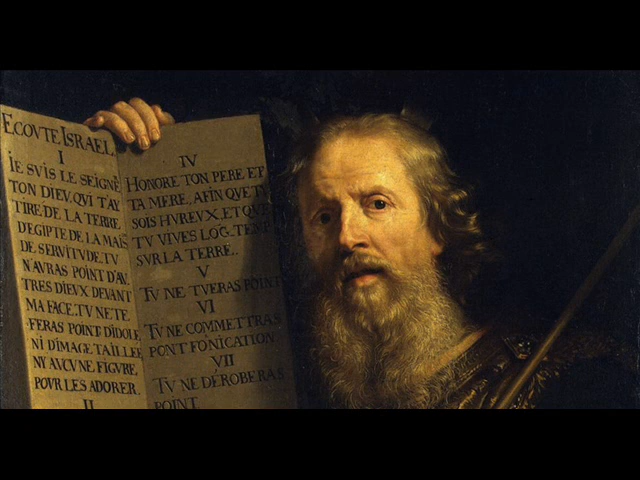 ECOVTE ISRAEL.
I
IE SVIS LE SEIGNE
TON DIEV, QVI T'AY
TIRE DE LA TERRE
D'EGIPTE DE LA MAIS
DE SERVITVDE TV
N'AVRAS POINT D'AV
TRES DIEVX DEVANT
MA FACE, TV NE TE
FERAS POINT D'IDOLE
NI D'IMAGE TAILLEE
NY AVCVNE FIGVRE,
POVR LES ADORER.
II
IV
HONORE TON PERE ET
TA MERE, AFIN QVE TV
SOIS HVREVX, ET QVE
TV VIVES LOG.. TEMP
SVR LA TERRE.
V
TV NE TVERAS POINT
VI
TV NE COMMETTRAS
PONT FONICATION.
VII
TV NE DEROBERAS
POINT.